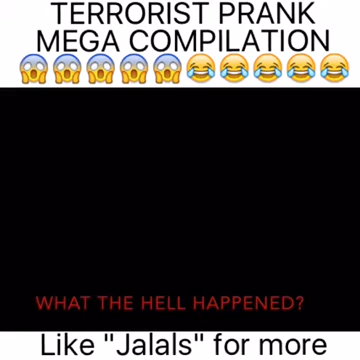 TERRORIST PRANK
MEGA COMPILATION
😱😱😱😱😱😂😂😂😂😂
WHAT THE HELL HAPPENED?
Like "Jalals" for more